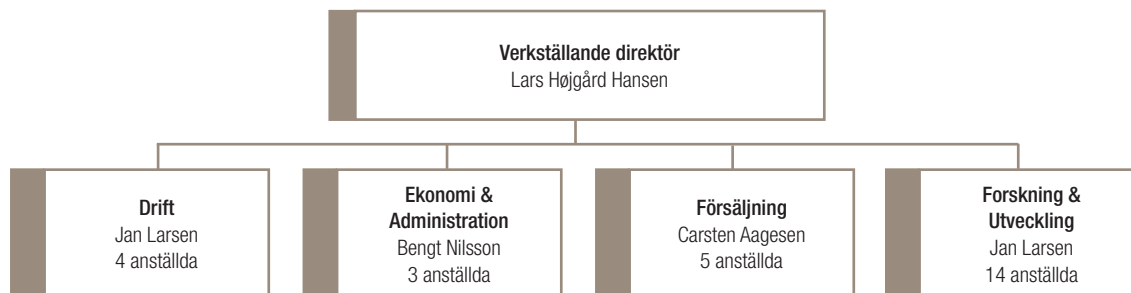 Verkställande direktör
Lars Højgård Hansen
Drift
Jan Larsen
4 anställda
Ekonomi &
Administration
Bengt Nilsson
3 anställda
Försäljning
Carsten Aagesen
5 anställda
Forskning &
Utveckling
Jan Larsen
14 anställda